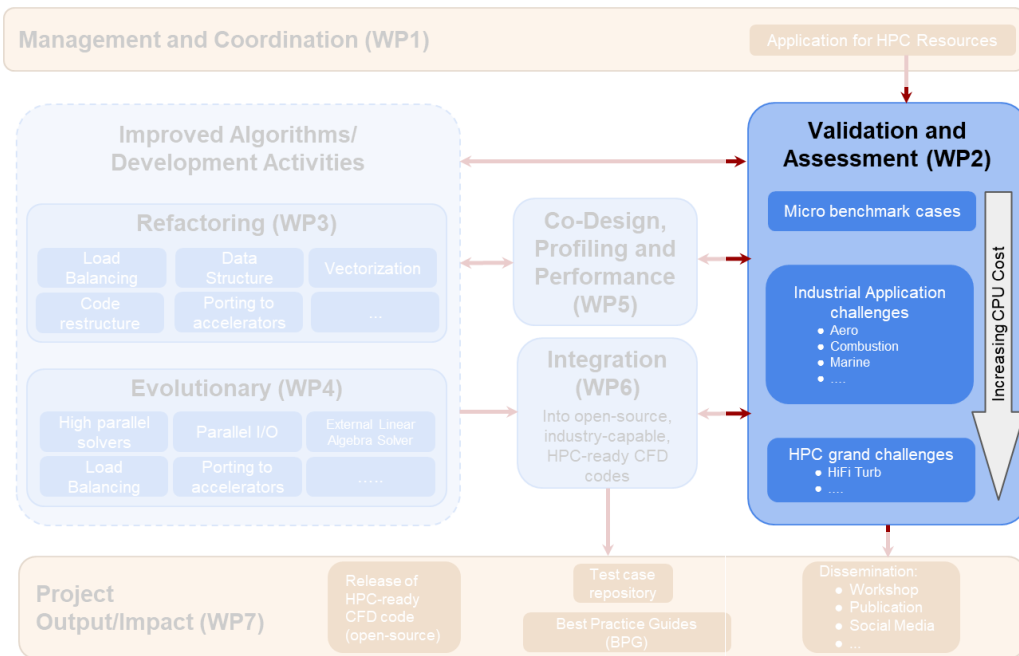 Management and Coordination (WP1)
Application for HPC Resources
Improved Algorithms/
Development Activities
Refactoring (WP3)
Load
Balancing
Data
Structure
Vectorization
Code
restructure
Porting to
accelerators
...
Evolutionary (WP4)
High parallel
solvers
Parallel I/O
External Linear
Algebra Solver
Load
Balancing
Porting to
accelerators
.....
Co-Design,
Profiling and
Performance
(WP5)
Integration
(WP6)
Into open-source,
industry-capable,
HPC-ready CFD
codes
Validation and
Assessment (WP2)
Micro benchmark cases
Industrial Application
challenges
● Aero
● Combustion
● Marine
● ....
HPC grand challenges
● HiFi Turb
● ....
Increasing CPU Cost
Project
Output/Impact (WP7)
Release of
HPC-ready
CFD code
(open-source)
Test case
repository
Best Practice Guides
(BPG)
Dissemination:
● Workshop
● Publication
● Social Media
● ...